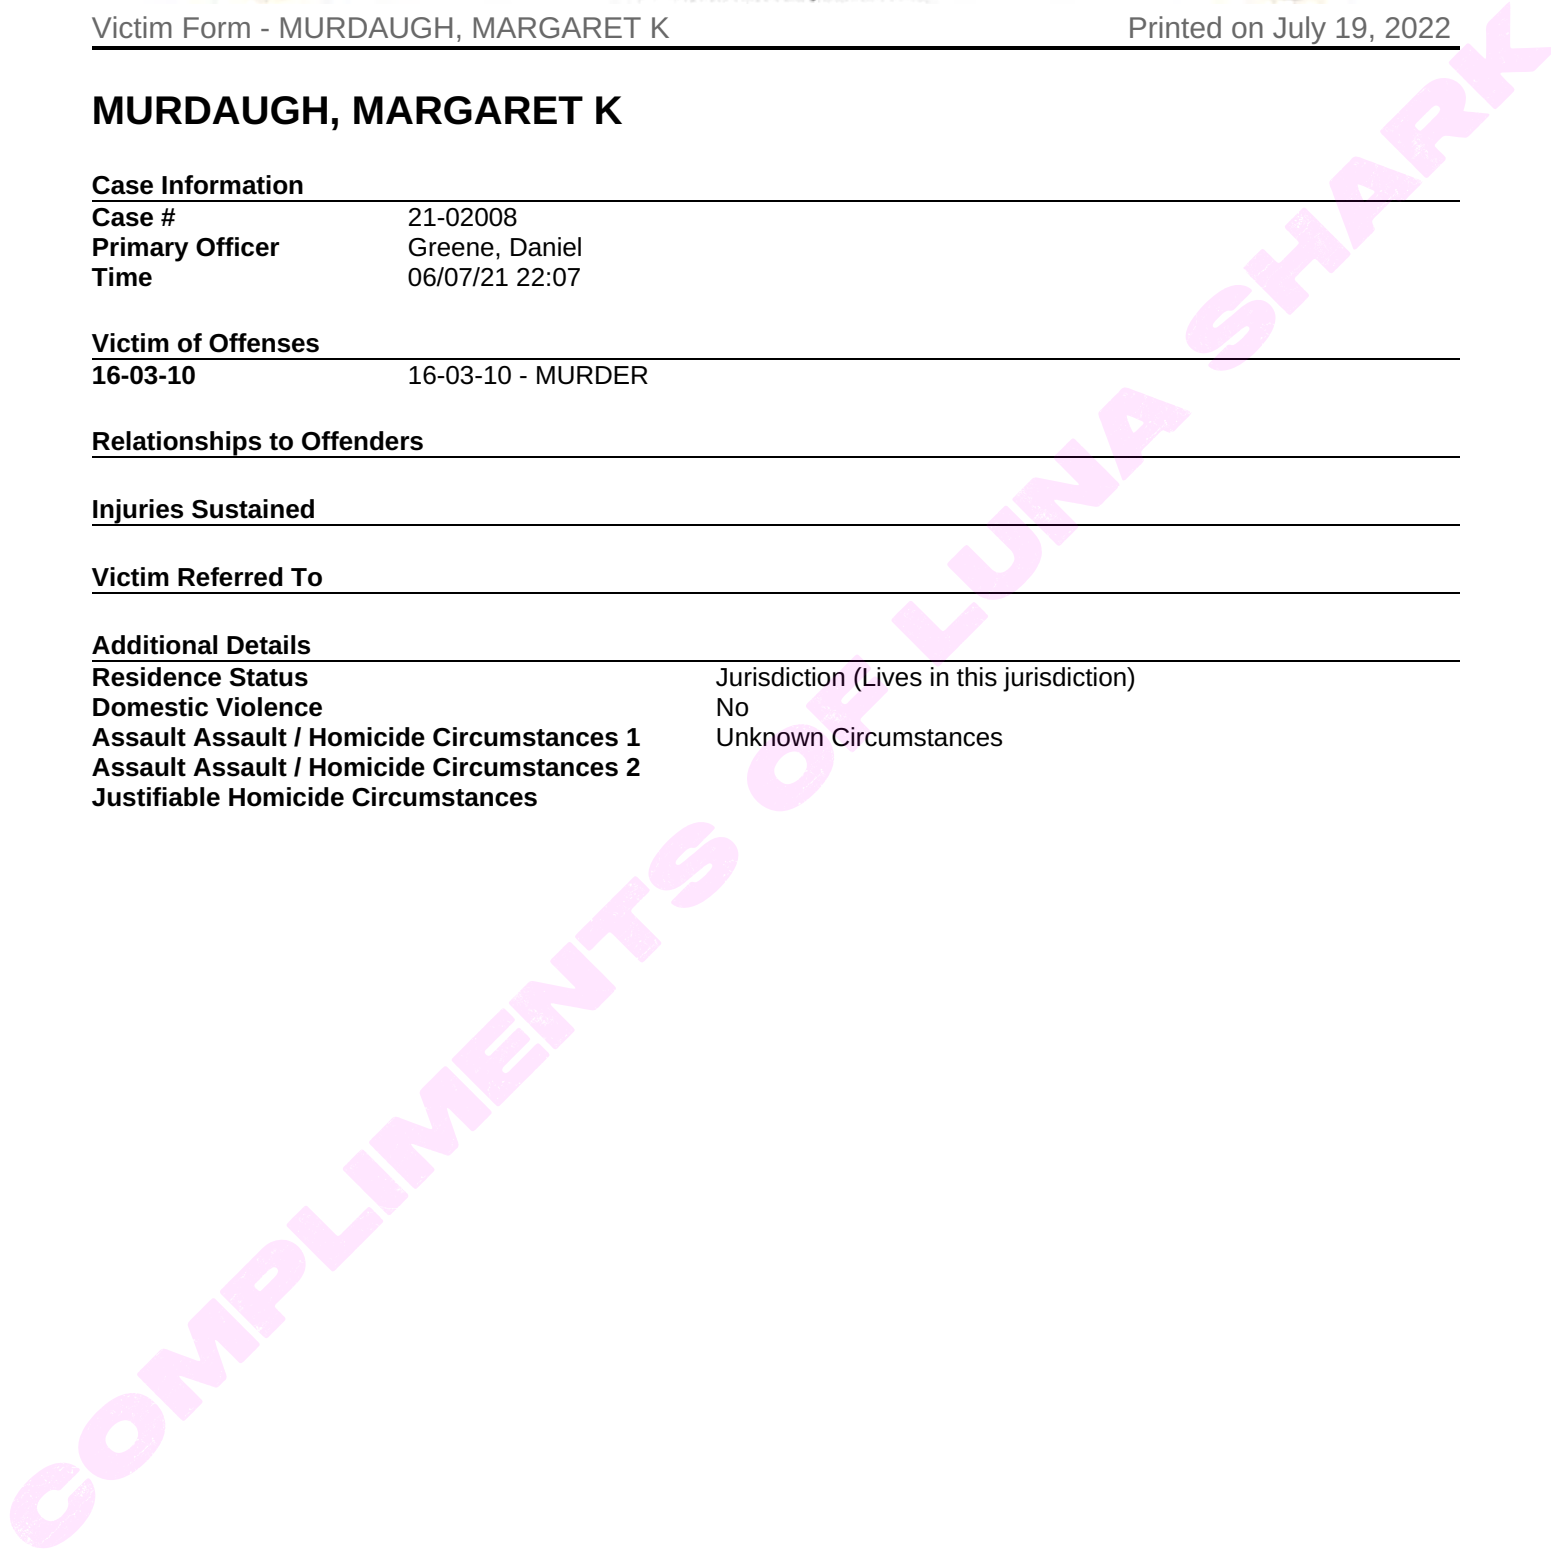 Victim Form - MURDAUGH, MARGARET K Printed on July 19, 2022
MURDAUGH, MARGARET K
Case Information
Case # 21-02008
Primary Officer Greene, Daniel
Time 06/07/21 22:07
Victim of Offenses
16-03-10 16-03-10 - MURDER
Relationships to Offenders
Injuries Sustained
Victim Referred To
Additional Details
Residence Status Jurisdiction (Lives in this jurisdiction)
Domestic Violence No
Assault Assault / Homicide Circumstances 1 Unknown Circumstances
Assault Assault / Homicide Circumstances 2
Justifiable Homicide Circumstances
COMPLIMENTS OF LUNA SHARK